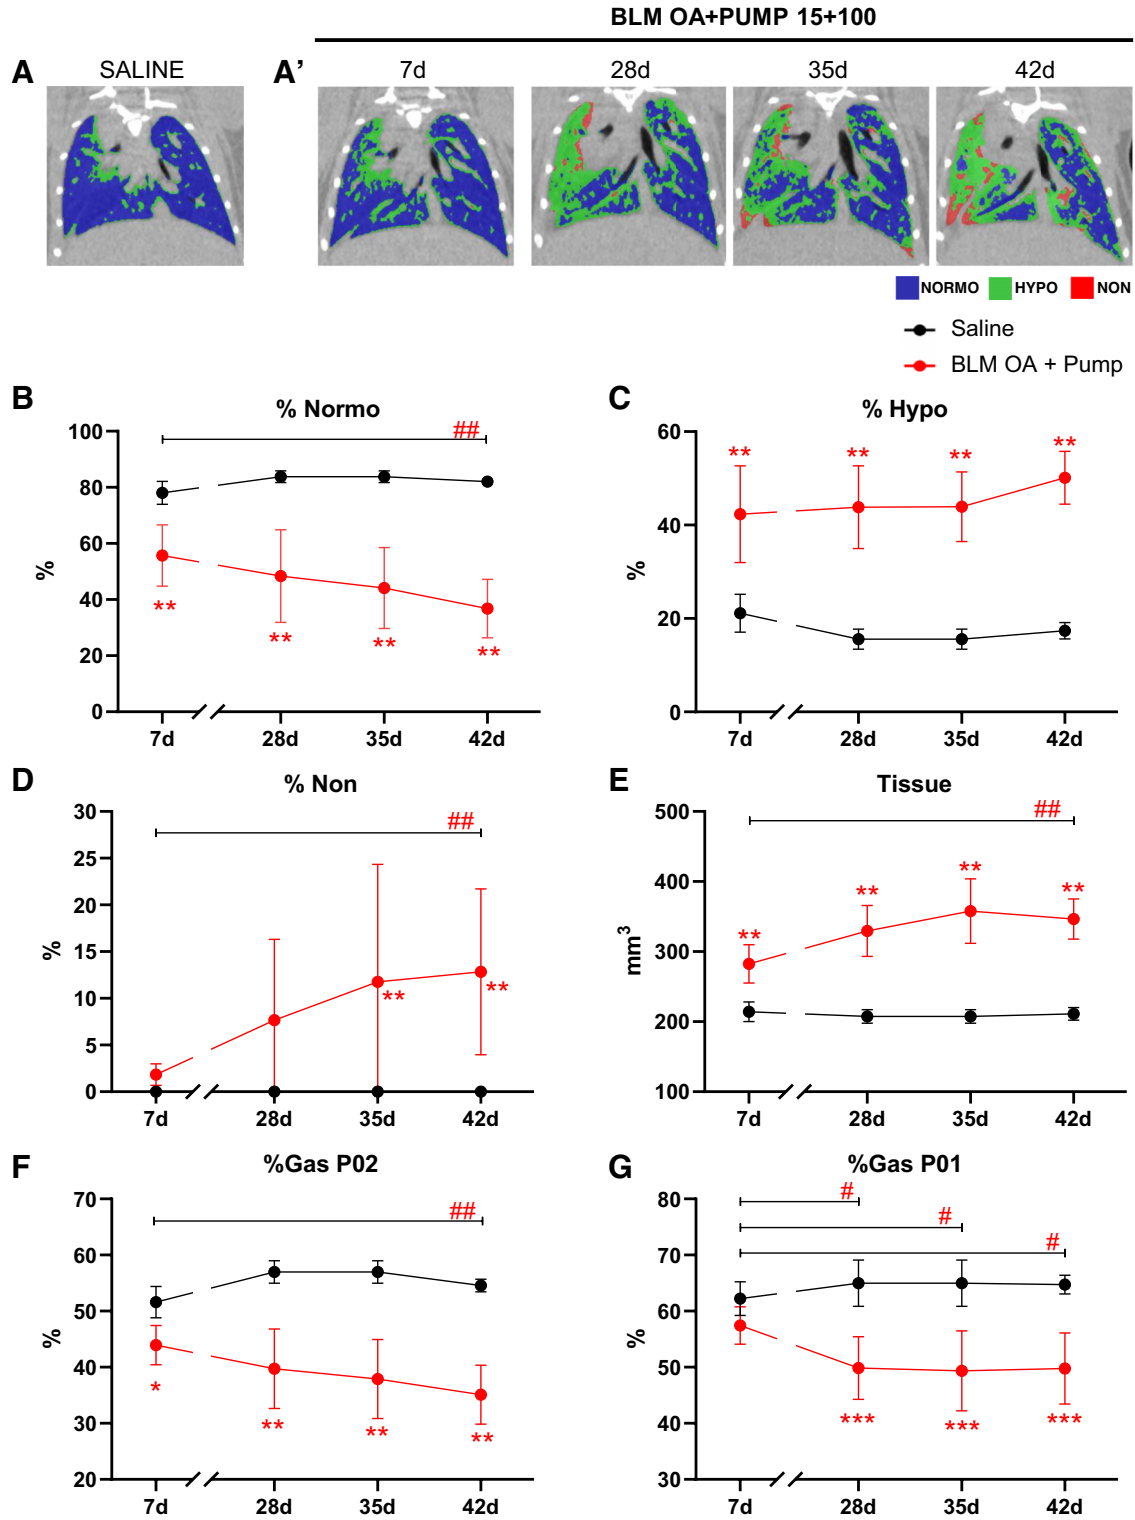 BLM OA+PUMP 15+100
A SALINE A' 7d 28d 35d 42d
NORMO HYPO NON
Saline
BLM OA + Pump
B % Normo
##
100
80
60
40
20
0
%
** ** ** **
7d 28d 35d 42d
C % Hypo
60
40
20
0
%
** ** ** **
7d 28d 35d 42d
D % Non
##
30
25
20
15
10
5
0
%
** **
7d 28d 35d 42d
E Tissue
##
500
400
300
200
100
mm³
** ** ** **
7d 28d 35d 42d
F %Gas P02
##
70
60
50
40
30
20
%
* ** ** **
7d 28d 35d 42d
G %Gas P01
#
#
#
80
70
60
50
40
30
%
*** *** ***
7d 28d 35d 42d